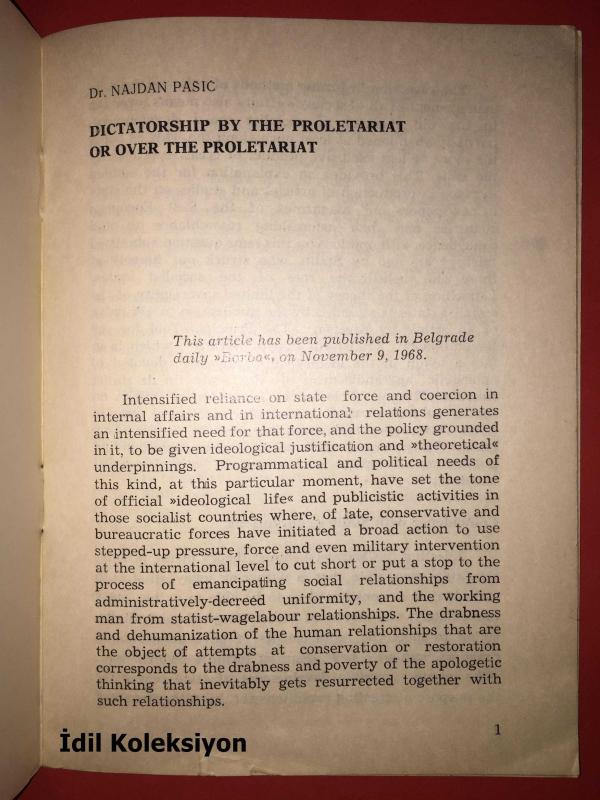 Dr. NAJDAN PAŠIĆ
DICTATORSHIP BY THE PROLETARIAT
OR OVER THE PROLETARIAT
This article has been published in Belgrade
daily »Borba«, on November 9, 1968.
Intensified reliance on state force and coercion in
internal affairs and in international relations generates
an intensified need for that force, and the policy grounded
in it, to be given ideological justification and »theoretical«
underpinnings. Programmatical and political needs of
this kind, at this particular moment, have set the tone
of official »ideological life« and publicistic activities in
those socialist countries where, of late, conservative and
bureaucratic forces have initiated a broad action to use
stepped-up pressure, force and even military intervention
at the international level to cut short or put a stop to the
process of emancipating social relationships from
administratively-decreed uniformity, and the working
man from statist-wagelabour relationships. The drabness
and dehumanization of the human relationships that are
the object of attempts at conservation or restoration
corresponds to the drabness and poverty of the apologetic
thinking that inevitably gets resurrected together with
such relationships.
1
İdil Koleksiyon